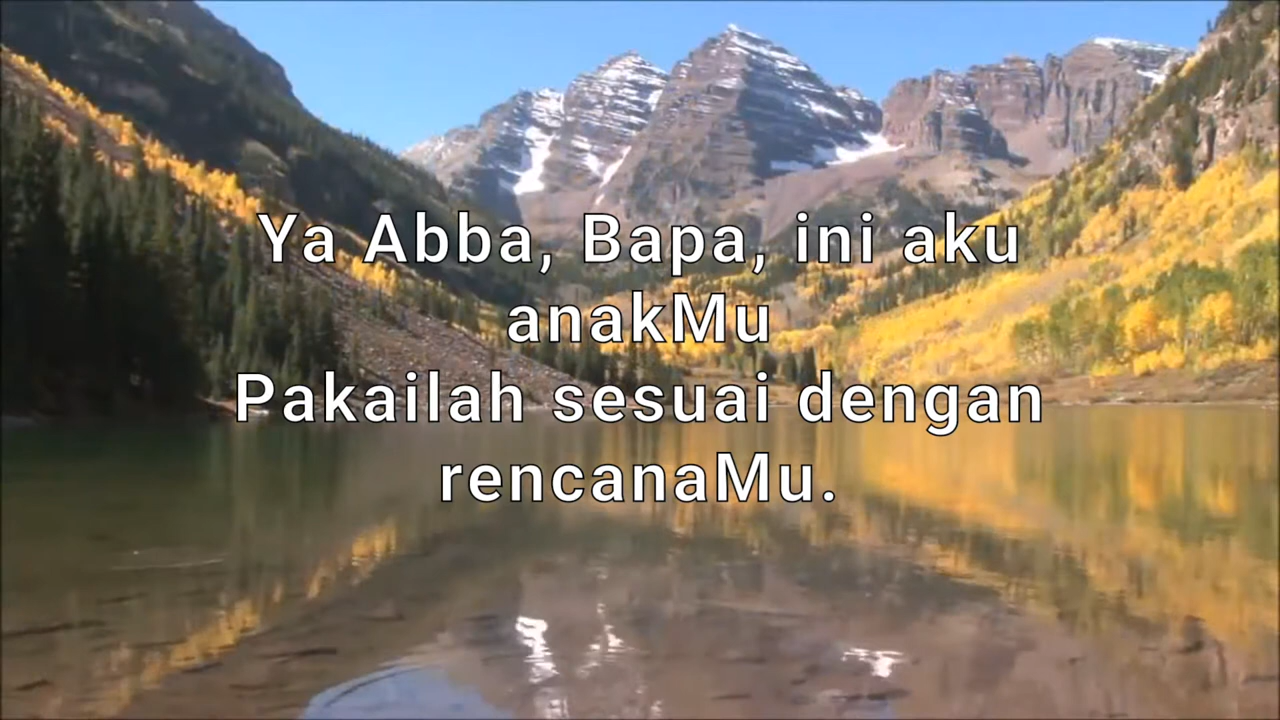 Ya Abba, Bapa, ini aku
anakMu
Pakailah sesuai dengan
rencanaMu.